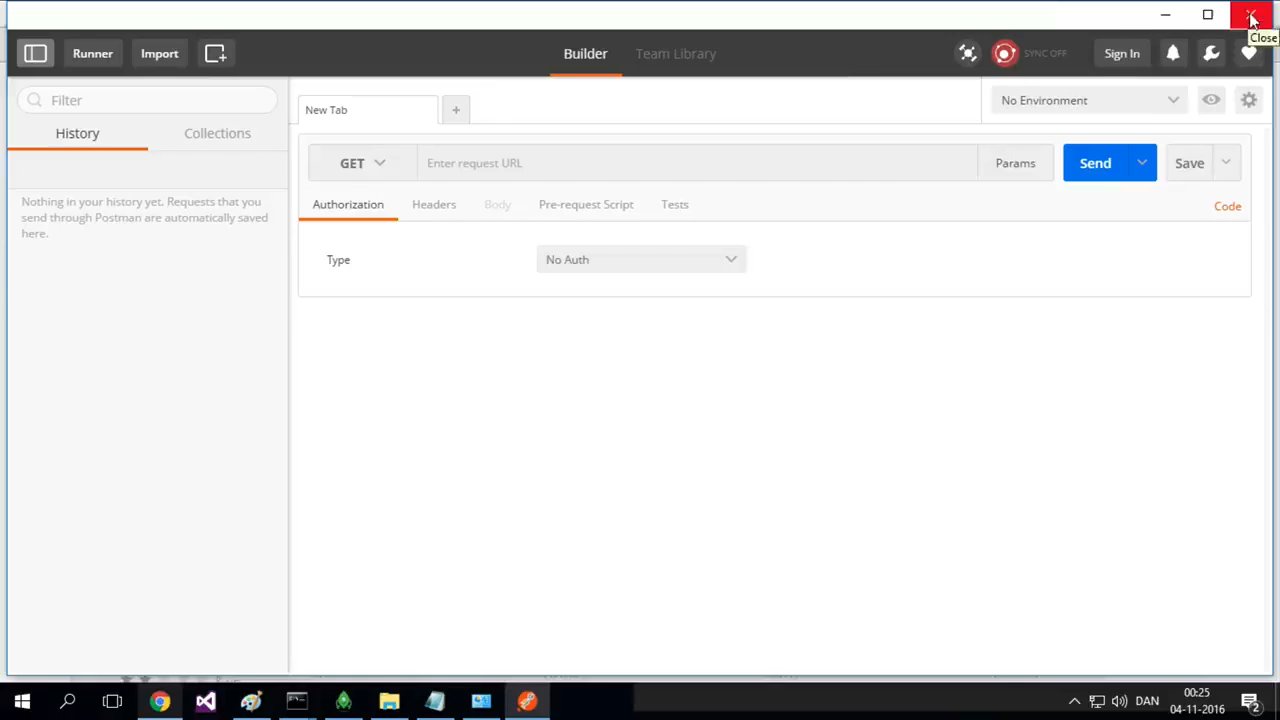 Close
Runner
Import
Builder
Team Library
SYNC OFF
Sign In
Filter
History
Collections
Nothing in your history yet. Requests that you
send through Postman are automatically saved
here.
New Tab
+
No Environment
GET
Enter request URL
Params
Send
Save
Authorization
Headers
Body
Pre-request Script
Tests
Code
Type
No Auth
DAN
00:25
04-11-2016
2